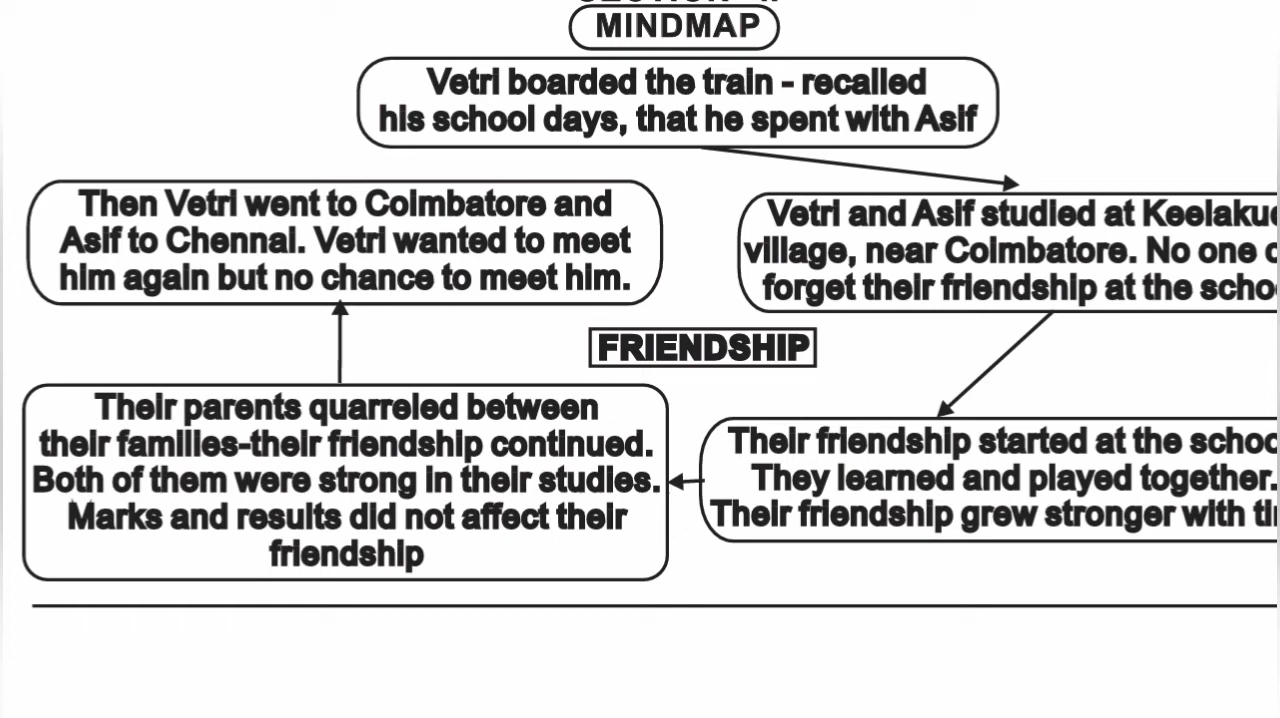 MINDMAP
Vetri boarded the train - recalled
his school days, that he spent with Asif
Vetri and Asif studied at
village, near Coimbatore. No one
forget their friendship at the
Their friendship started at the
They learned and played together.
Their friendship grew stronger with
Their parents quarreled between
their families-their friendship continued.
Both of them were strong in their studies.
Marks and results did not affect their
friendship
Then Vetri went to Coimbatore and
Asif to Chennai. Vetri wanted to meet
him again but no chance to meet him.
FRIENDSHIP